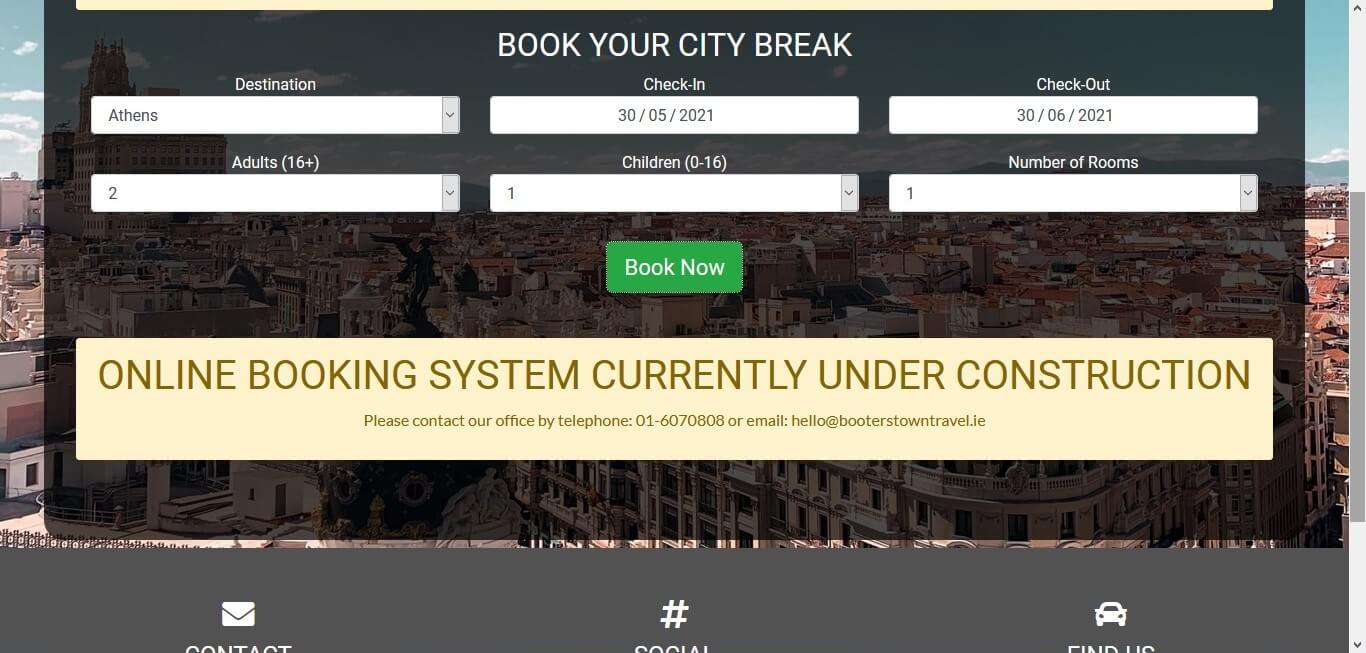 BOOK YOUR CITY BREAK
Destination
Check-In
Check-Out
Athens
30 / 05 / 2021
30 / 06 / 2021
Adults (16+)
Children (0-16)
Number of Rooms
2
1
1
Book Now
ONLINE BOOKING SYSTEM CURRENTLY UNDER CONSTRUCTION
Please contact our office by telephone: 01-6070808 or email: hello@booterstowntravel.ie
CONTACT
SOCIAL
FIND US